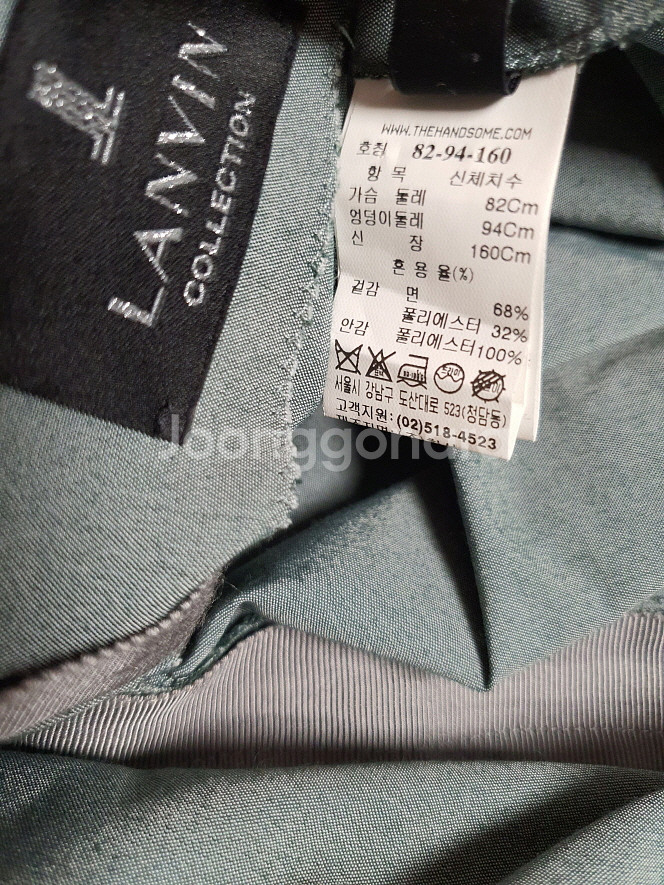 LANVIN
COLLECTION
WWW.THEHANDSOME.COM
호칭 82-94-160
항 목 신체치수
가슴 둘레 82Cm
엉덩이둘레 94Cm
신 장 160Cm
혼 용 율(%)
겉감 면 68%
폴리에스터 32%
안감 폴리에스터100%
드라이
서울시 강남구 도산대로 523(청담동)
고객지원: (02)518-4523
Joonggonara